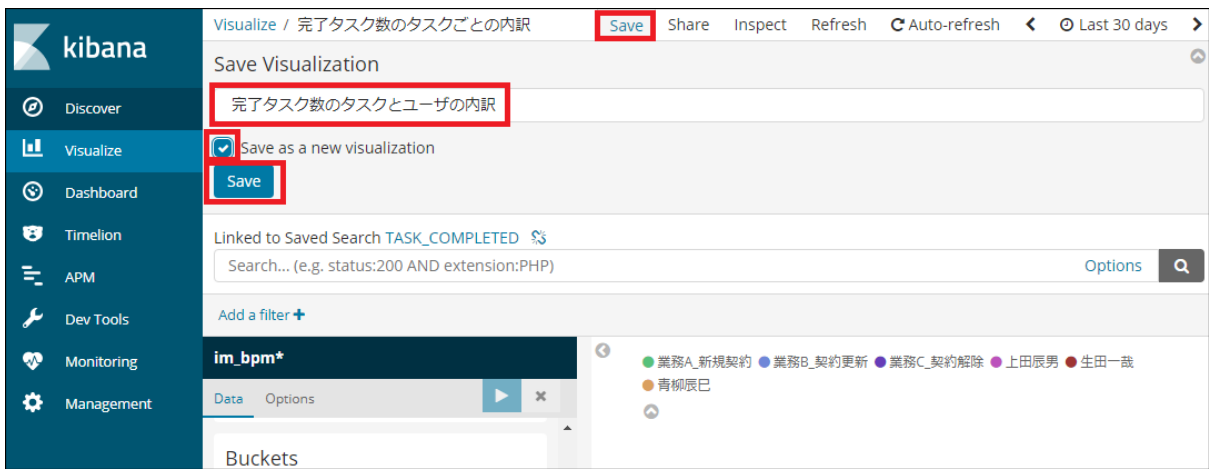 kibana
Discover
Visualize
Dashboard
Timelion
APM
Dev Tools
Monitoring
Management
Visualize / 完了タスク数のタスクごとの内訳 Save Share Inspect Refresh Auto-refresh Last 30 days
Save Visualization
完了タスク数のタスクとユーザの内訳
Save as a new visualization
Save
Linked to Saved Search TASK_COMPLETED
Search... (e.g. status:200 AND extension:PHP) Options
Add a filter +
im_bpm*
Data Options
Buckets
業務A_新規契約 業務B_契約更新 業務C_契約解除 上田辰男 生田一哉
青柳辰巳